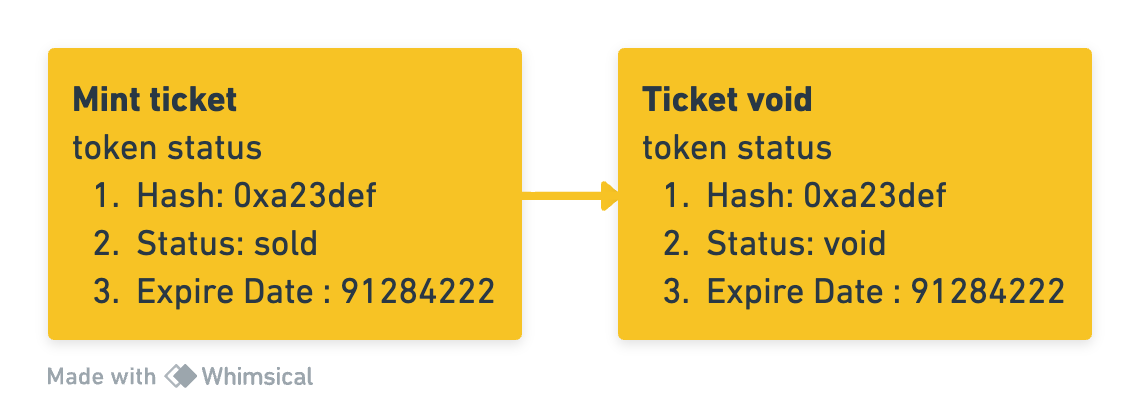 Mint ticket
token status
1. Hash: 0xa23def
2. Status: sold
3. Expire Date : 91284222
Ticket void
token status
1. Hash: 0xa23def
2. Status: void
3. Expire Date : 91284222
Made with Whimsical